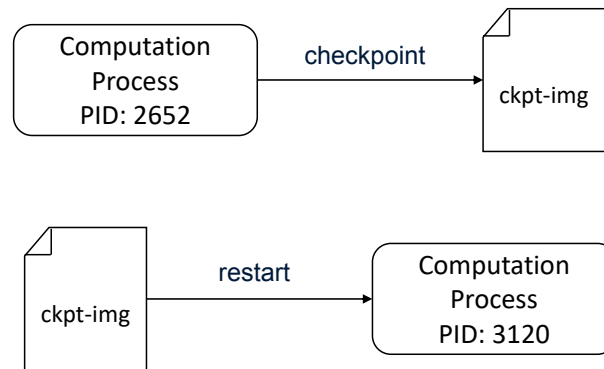 Computation
Process
PID: 2652
checkpoint
ckpt-img
ckpt-img
restart
Computation
Process
PID: 3120